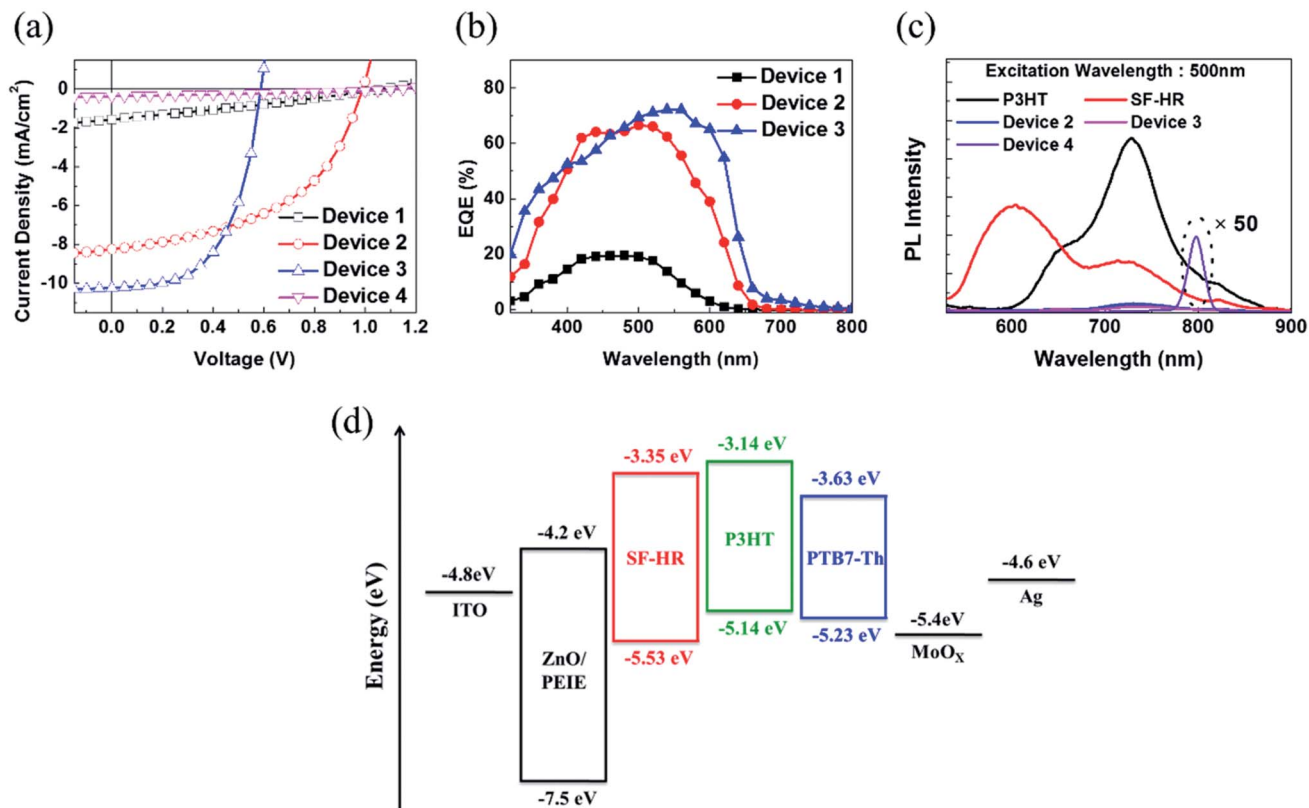 (a)
Current Density (mA/cm²)
0
-2
-4
-6
-8
-10
0.0 0.2 0.4 0.6 0.8 1.0 1.2
Voltage (V)
Device 1
Device 2
Device 3
Device 4
(b)
EQE (%)
80
60
40
20
0
400 500 600 700 800
Wavelength (nm)
Device 1
Device 2
Device 3
(c)
PL Intensity
Excitation Wavelength : 500nm
P3HT SF-HR
Device 2 Device 3
Device 4
× 50
600 700 800 900
Wavelength (nm)
(d)
Energy (eV)
-4.8eV
ITO
-4.2 eV
ZnO/
PEIE
-7.5 eV
-3.35 eV
SF-HR
-5.53 eV
-3.14 eV
P3HT
-5.14 eV
-3.63 eV
PTB7-Th
-5.23 eV
-5.4eV
MoOₓ
-4.6 eV
Ag